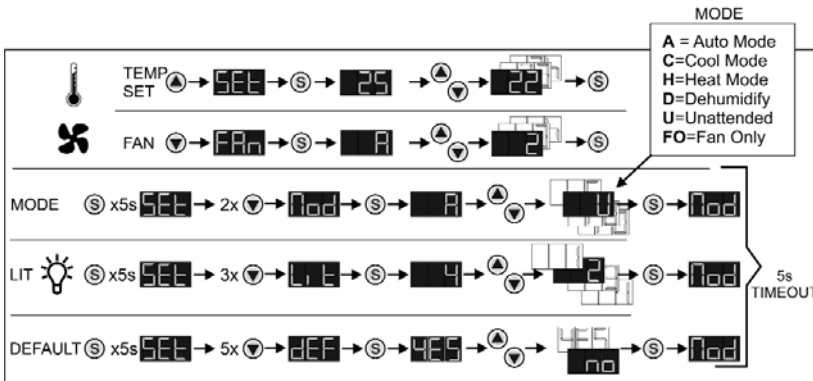 MODE
A = Auto Mode
C=Cool Mode
H=Heat Mode
D=Dehumidify
U=Unattended
FO=Fan Only
TEMP SET SEt S 25 22 S
FAN FAn S A 2 S
MODE S x5s SEt 2x Mod S A U S Mod
LIT S x5s SEt 3x Lit S 4 2 S Mod
5s
TIMEOUT
DEFAULT S x5s SEt 5x dEF S YES YES no S Mod